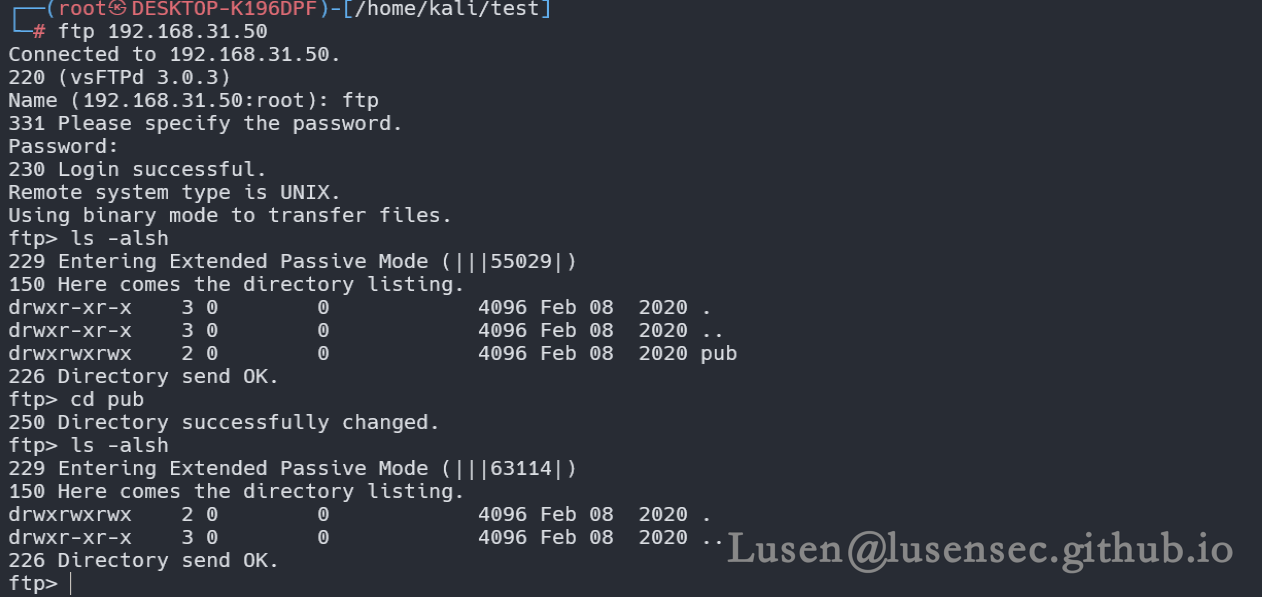 ┌──(root㉿DESKTOP-K196DPF)-[/home/kali/test]
└─# ftp 192.168.31.50
Connected to 192.168.31.50.
220 (vsFTPd 3.0.3)
Name (192.168.31.50:root): ftp
331 Please specify the password.
Password:
230 Login successful.
Remote system type is UNIX.
Using binary mode to transfer files.
ftp> ls -alsh
229 Entering Extended Passive Mode (|||55029|)
150 Here comes the directory listing.
drwxr-xr-x    3 0        0            4096 Feb 08  2020 .
drwxr-xr-x    3 0        0            4096 Feb 08  2020 ..
drwxrwxrwx    2 0        0            4096 Feb 08  2020 pub
226 Directory send OK.
ftp> cd pub
250 Directory successfully changed.
ftp> ls -alsh
229 Entering Extended Passive Mode (|||63114|)
150 Here comes the directory listing.
drwxrwxrwx    2 0        0            4096 Feb 08  2020 .
drwxr-xr-x    3 0        0            4096 Feb 08  2020 ..
226 Directory send OK.
ftp>
Lusen@lusensec.github.io